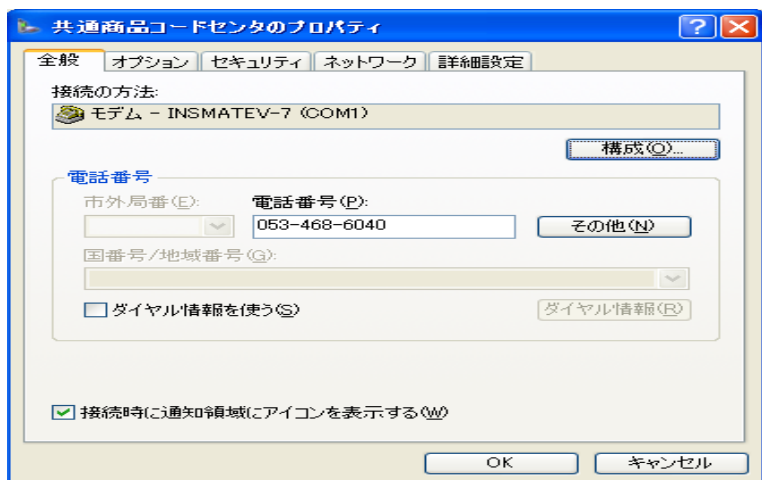 共通商品コードセンタのプロパティ
全般 オプション セキュリティ ネットワーク 詳細設定
接続の方法:
モデム - INSMATEV-7 (COM1)
構成(O)...
電話番号
市外局番(E): 電話番号(P):
053-468-6040 その他(N)
国番号/地域番号(G):
ダイヤル情報を使う(S) ダイヤル情報(R)
接続時に通知領域にアイコンを表示する(W)
OK キャンセル